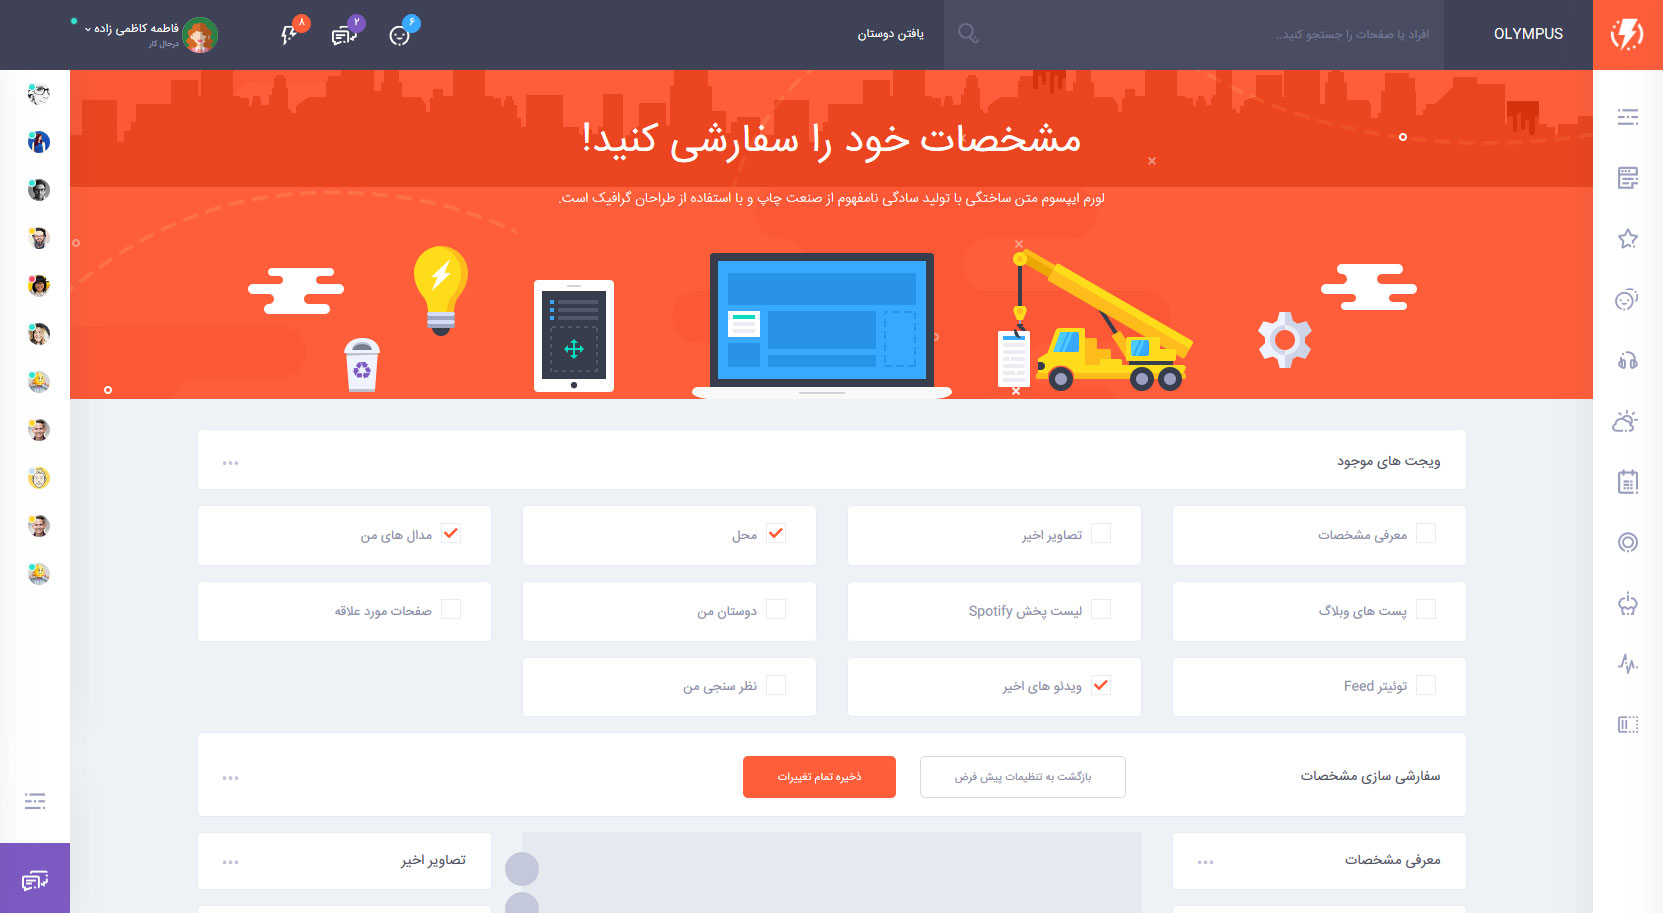 OLYMPUS
افراد یا صفحات را جستجو کنید..
یافتن دوستان
۶
۲
۸
فاطمه کاظمی زاده
درحال کار
مشخصات خود را سفارشی کنید!
لورم ایپسوم متن ساختگی با تولید سادگی نامفهوم از صنعت چاپ و با استفاده از طراحان گرافیک است.
ویجت های موجود
معرفی مشخصات
تصاویر اخیر
محل
مدال های من
پست های وبلاگ
لیست پخش Spotify
دوستان من
صفحات مورد علاقه
توئیتر Feed
ویدئو های اخیر
نظر سنجی من
سفارشی سازی مشخصات
بازگشت به تنظیمات پیش فرض
ذخیره تمام تغییرات
معرفی مشخصات
تصاویر اخیر